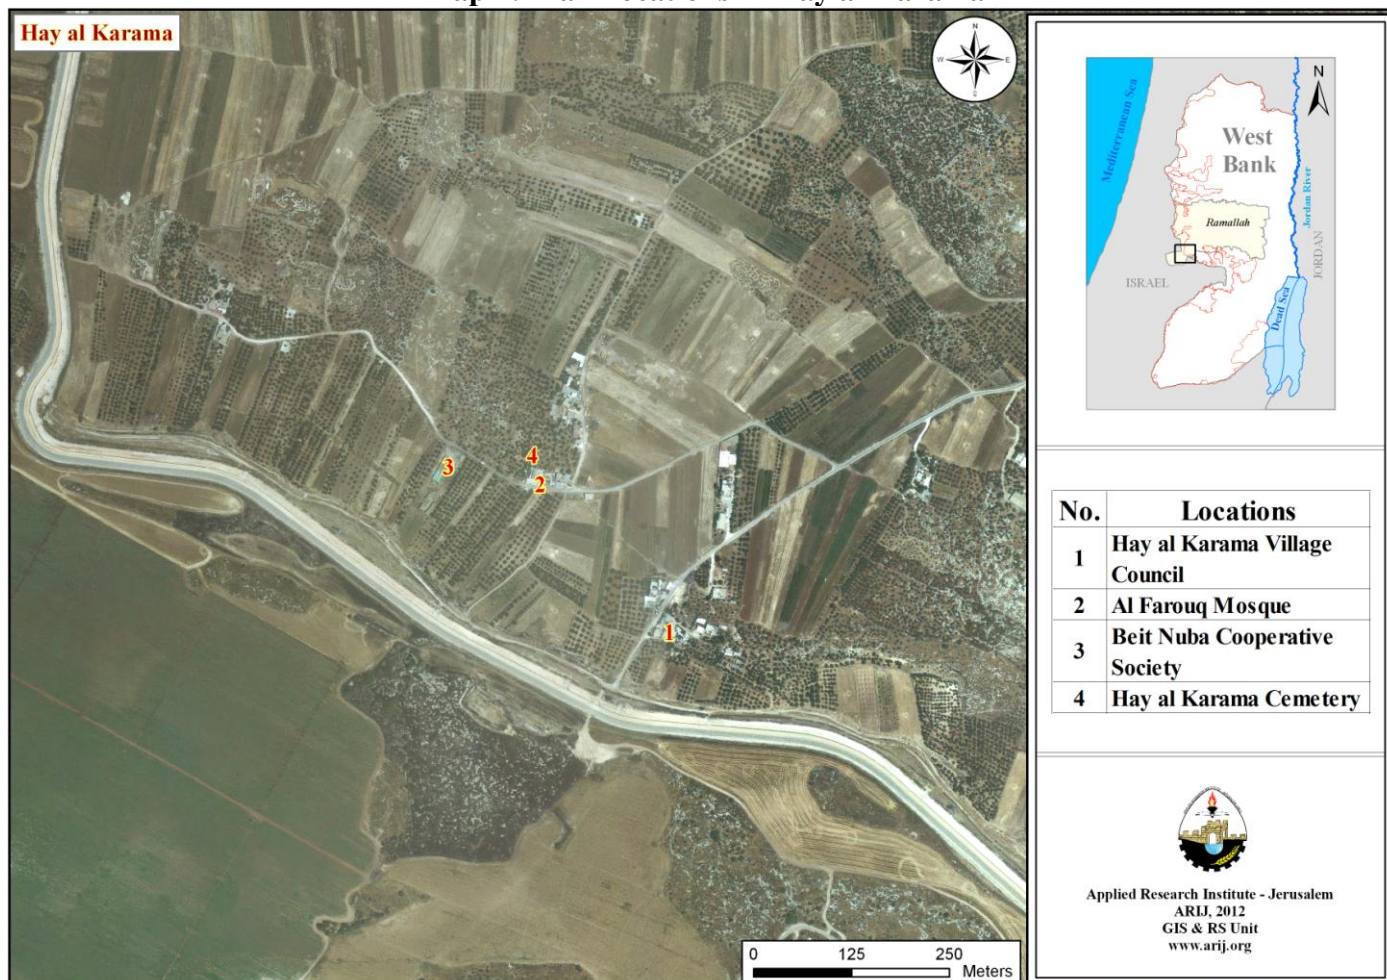 Hay al Karama
N
W
E
S
3
4
2
1
0
125
250
Meters
N
Mediterranean Sea
West
Bank
Jordan River
Ramallah
JORDAN
ISRAEL
Dead Sea
No. Locations
1 Hay al Karama Village
Council
2 Al Farouq Mosque
3 Beit Nuba Cooperative
Society
4 Hay al Karama Cemetery
Applied Research Institute - Jerusalem
ARIJ, 2012
GIS & RS Unit
www.arij.org